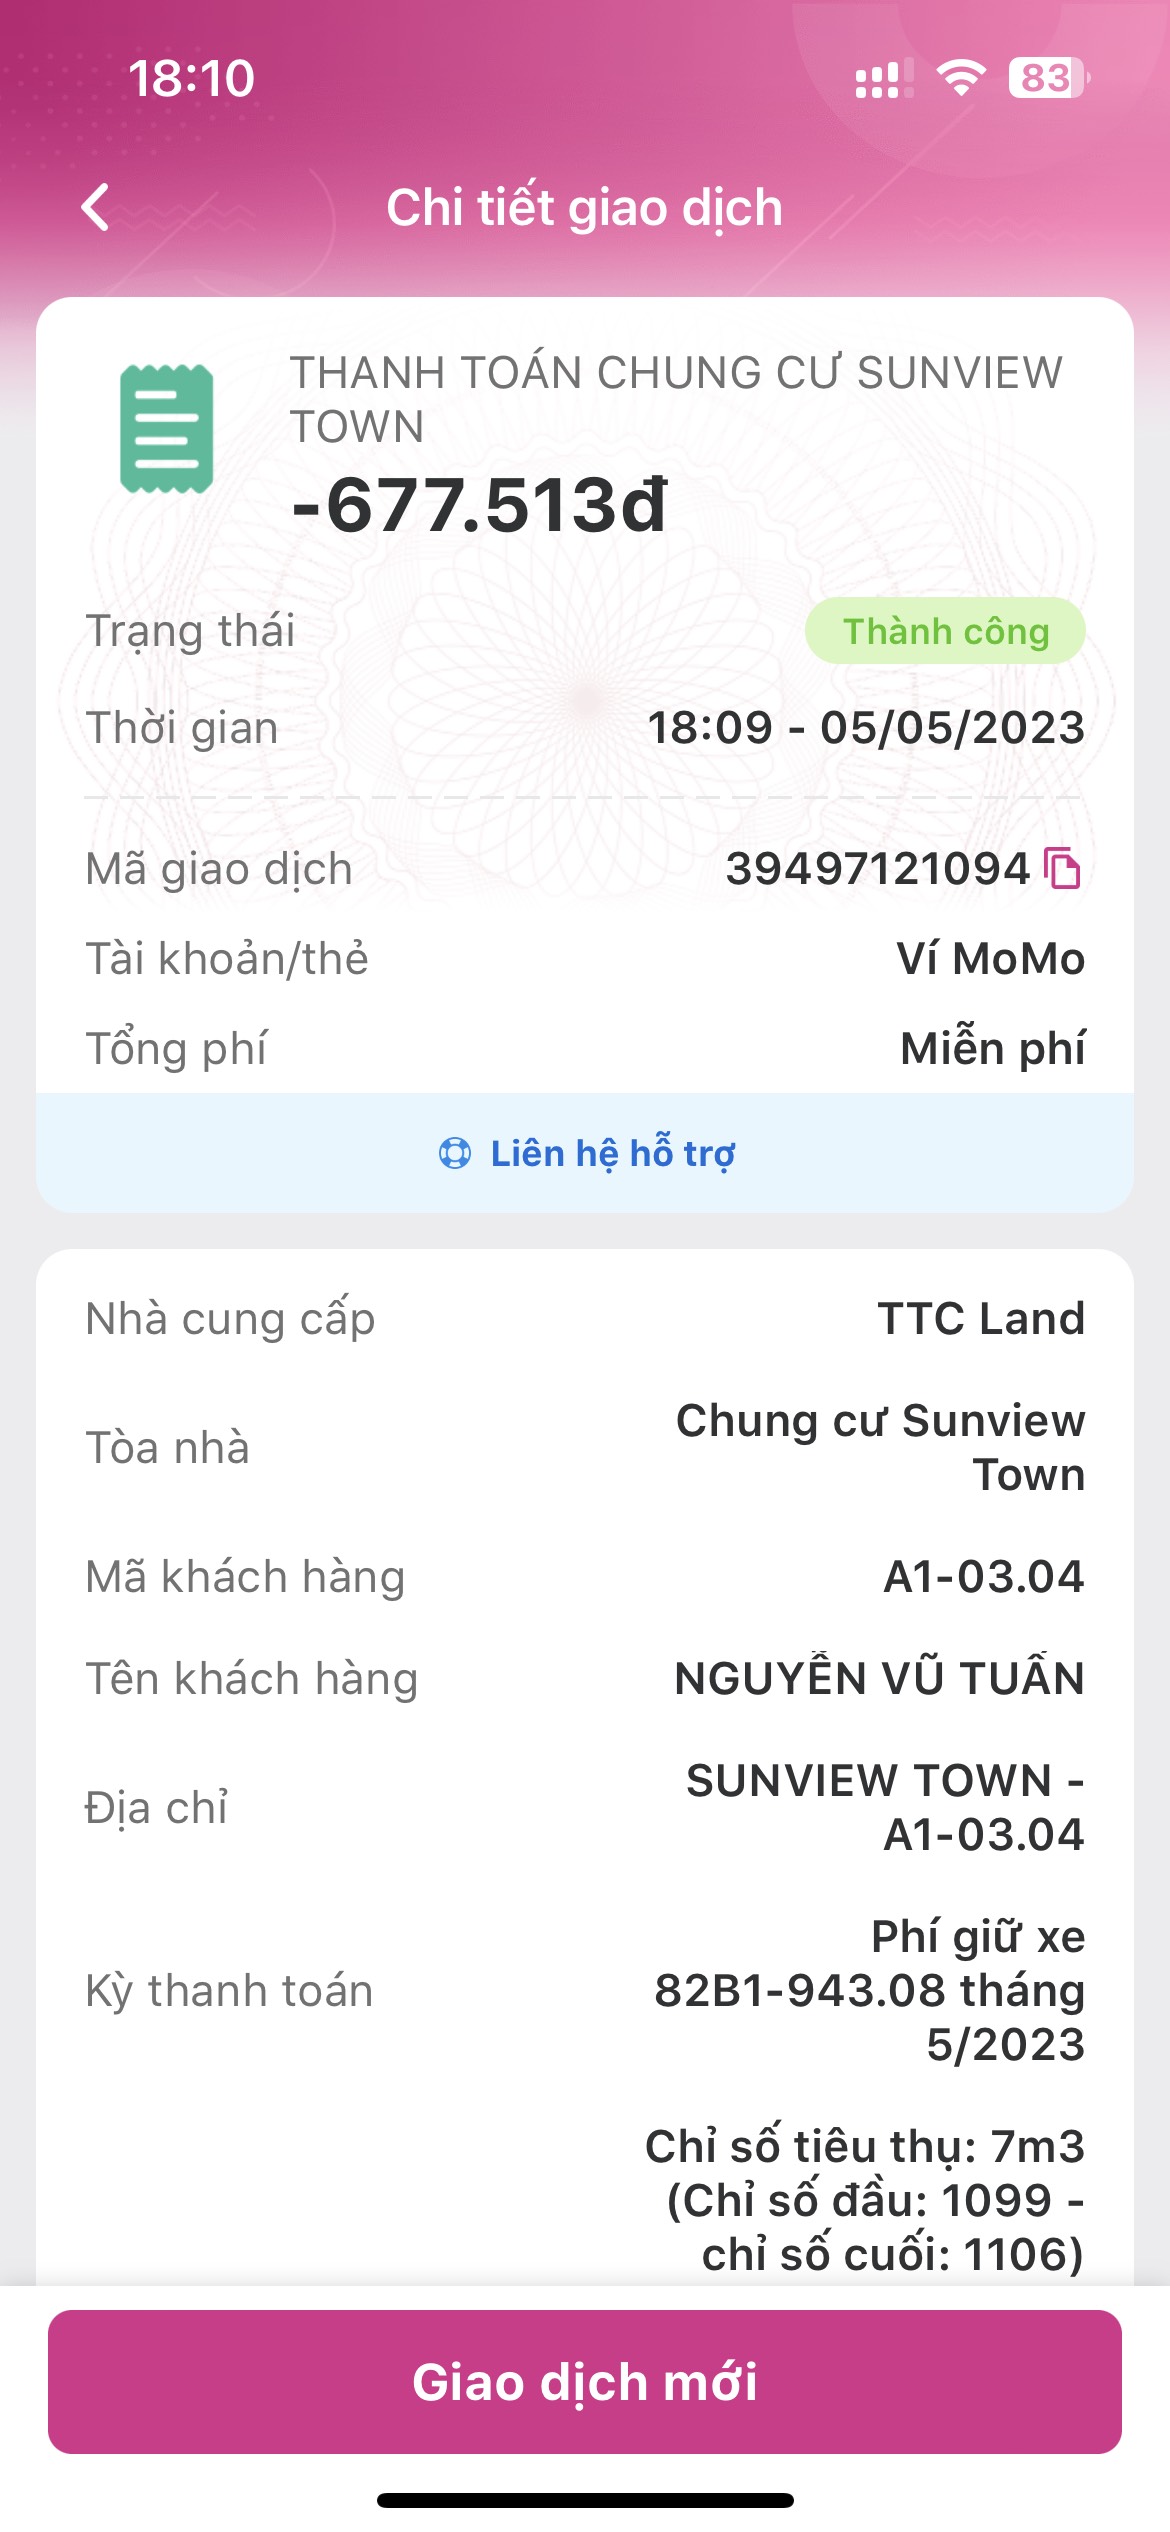 18:10
83
Chi tiết giao dịch
THANH TOÁN CHUNG CƯ SUNVIEW
TOWN
-677.513đ
Trạng thái
Thành công
Thời gian
18:09 - 05/05/2023
Mã giao dịch
39497121094
Tài khoản/thẻ
Ví MoMo
Tổng phí
Miễn phí
Liên hệ hỗ trợ
Nhà cung cấp
TTC Land
Tòa nhà
Chung cư Sunview
Town
Mã khách hàng
A1-03.04
Tên khách hàng
NGUYỄN VŨ TUẤN
Địa chỉ
SUNVIEW TOWN -
A1-03.04
Kỳ thanh toán
Phí giữ xe
82B1-943.08 tháng
5/2023
Chỉ số tiêu thụ: 7m3
(Chỉ số đầu: 1099 -
chỉ số cuối: 1106)
Giao dịch mới